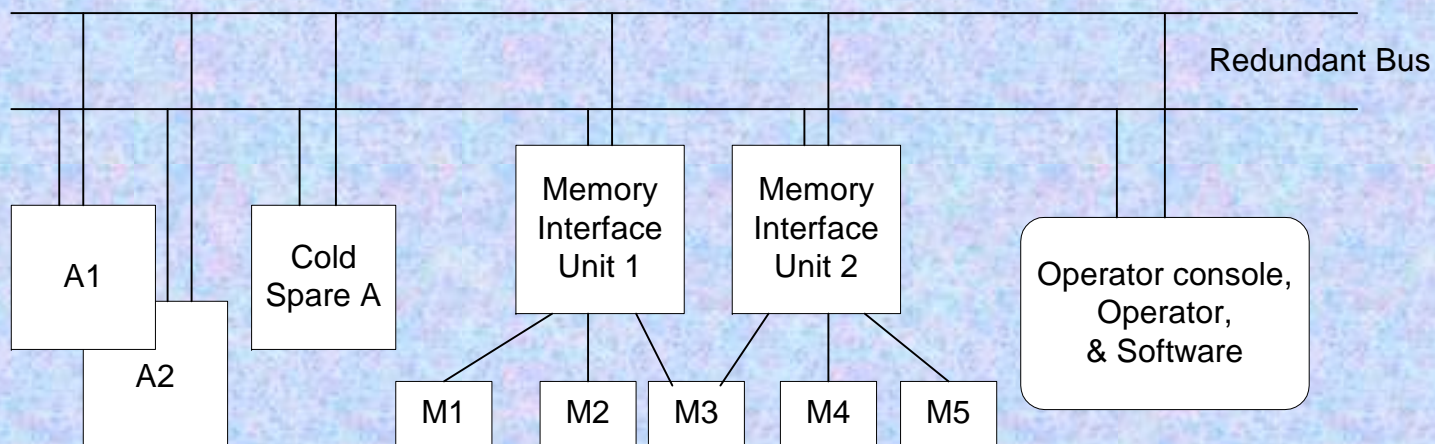 Redundant Bus
A1
A2
Cold
Spare A
Memory
Interface
Unit 1
Memory
Interface
Unit 2
Operator console,
Operator,
& Software
M1
M2
M3
M4
M5